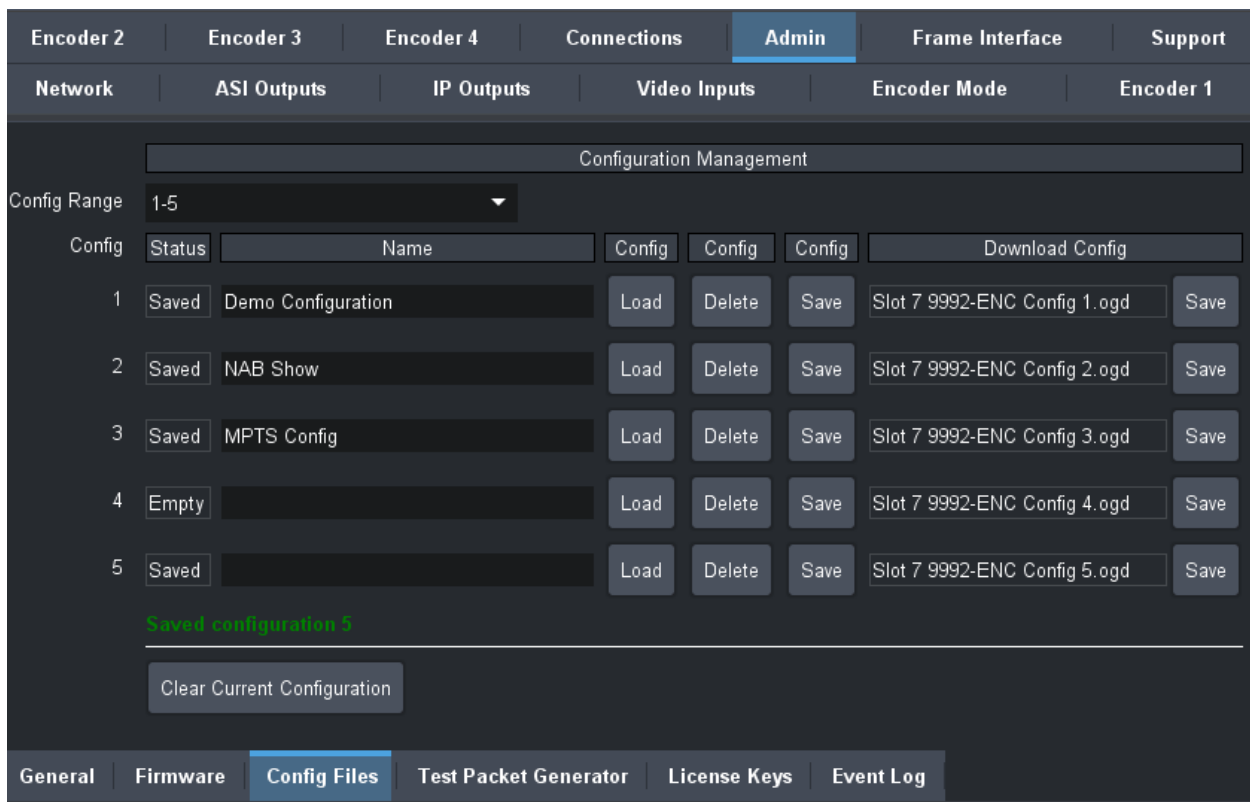 Encoder 2 Encoder 3 Encoder 4 Connections Admin Frame Interface Support
Network ASI Outputs IP Outputs Video Inputs Encoder Mode Encoder 1
Configuration Management
Config Range 1-5
Config Status Name Config Config Config Download Config
1 Saved Demo Configuration Load Delete Save Slot 7 9992-ENC Config 1.ogd Save
2 Saved NAB Show Load Delete Save Slot 7 9992-ENC Config 2.ogd Save
3 Saved MPTS Config Load Delete Save Slot 7 9992-ENC Config 3.ogd Save
4 Empty Load Delete Save Slot 7 9992-ENC Config 4.ogd Save
5 Saved Load Delete Save Slot 7 9992-ENC Config 5.ogd Save
Saved configuration 5
Clear Current Configuration
General Firmware Config Files Test Packet Generator License Keys Event Log